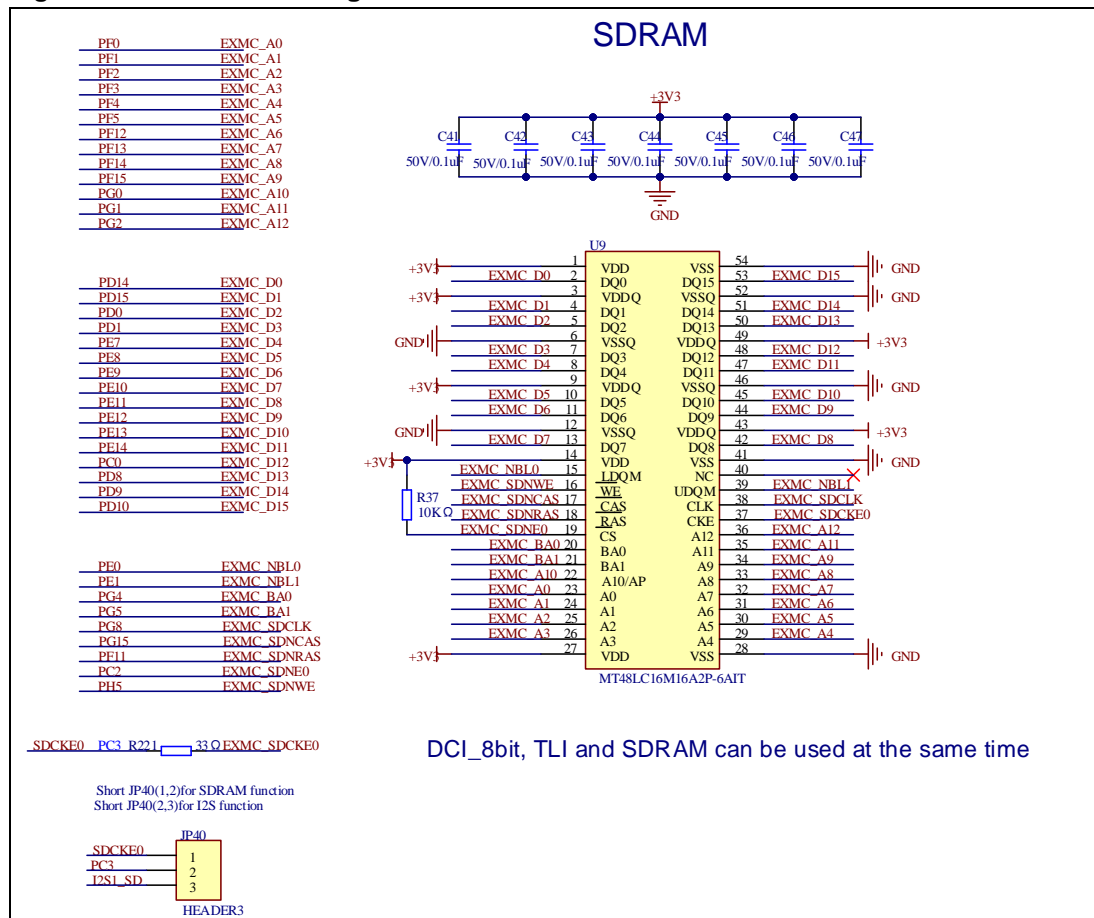 SDRAM
PF0 EXMC_A0
PF1 EXMC_A1
PF2 EXMC_A2
PF3 EXMC_A3
PF4 EXMC_A4
PF5 EXMC_A5
PF12 EXMC_A6
PF13 EXMC_A7
PF14 EXMC_A8
PF15 EXMC_A9
PG0 EXMC_A10
PG1 EXMC_A11
PG2 EXMC_A12
+3V3
C41 C42 C43 C44 C45 C46 C47
50V/0.1uF 50V/0.1uF 50V/0.1uF 50V/0.1uF 50V/0.1uF 50V/0.1uF 50V/0.1uF
GND
PD14 EXMC_D0
PD15 EXMC_D1
PD0 EXMC_D2
PD1 EXMC_D3
PE7 EXMC_D4
PE8 EXMC_D5
PE9 EXMC_D6
PE10 EXMC_D7
PE11 EXMC_D8
PE12 EXMC_D9
PE13 EXMC_D10
PE14 EXMC_D11
PC0 EXMC_D12
PD8 EXMC_D13
PD9 EXMC_D14
PD10 EXMC_D15
PE0 EXMC_NBL0
PE1 EXMC_NBL1
PG4 EXMC_BA0
PG5 EXMC_BA1
PG8 EXMC_SDCLK
PG15 EXMC_SDNCAS
PF11 EXMC_SDNRAS
PC2 EXMC_SDNE0
PH5 EXMC_SDNWE
U9
+3V3 1 VDD VSS 54 GND
EXMC_D0 2 DQ0 DQ15 53 EXMC_D15
+3V3 3 VDDQ VSSQ 52 GND
EXMC_D1 4 DQ1 DQ14 51 EXMC_D14
EXMC_D2 5 DQ2 DQ13 50 EXMC_D13
GND 6 VSSQ VDDQ 49 +3V3
EXMC_D3 7 DQ3 DQ12 48 EXMC_D12
EXMC_D4 8 DQ4 DQ11 47 EXMC_D11
+3V3 9 VDDQ VSSQ 46 GND
EXMC_D5 10 DQ5 DQ10 45 EXMC_D10
EXMC_D6 11 DQ6 DQ9 44 EXMC_D9
GND 12 VSSQ VDDQ 43 +3V3
EXMC_D7 13 DQ7 DQ8 42 EXMC_D8
+3V3 14 VDD VSS 41 GND
EXMC_NBL0 15 LDQM NC 40
EXMC_SDNWE 16 WE UDQM 39 EXMC_NBL1
EXMC_SDNCAS 17 CAS CLK 38 EXMC_SDCLK
EXMC_SDNRAS 18 RAS CKE 37 EXMC_SDCKE0
EXMC_SDNE0 19 CS A12 36 EXMC_A12
EXMC_BA0 20 BA0 A11 35 EXMC_A11
EXMC_BA1 21 BA1 A9 34 EXMC_A9
EXMC_A10 22 A10/AP A8 33 EXMC_A8
EXMC_A0 23 A0 A7 32 EXMC_A7
EXMC_A1 24 A1 A6 31 EXMC_A6
EXMC_A2 25 A2 A5 30 EXMC_A5
EXMC_A3 26 A3 A4 29 EXMC_A4
+3V3 27 VDD VSS 28 GND
R37
10KΩ
MT48LC16M16A2P-6AIT
SDCKE0 PC3 R221 33Ω EXMC_SDCKE0
DCI_8bit, TLI and SDRAM can be used at the same time
Short JP40(1,2)for SDRAM function
Short JP40(2,3)for I2S function
JP40
SDCKE0 1
PC3 2
I2S1_SD 3
HEADER3